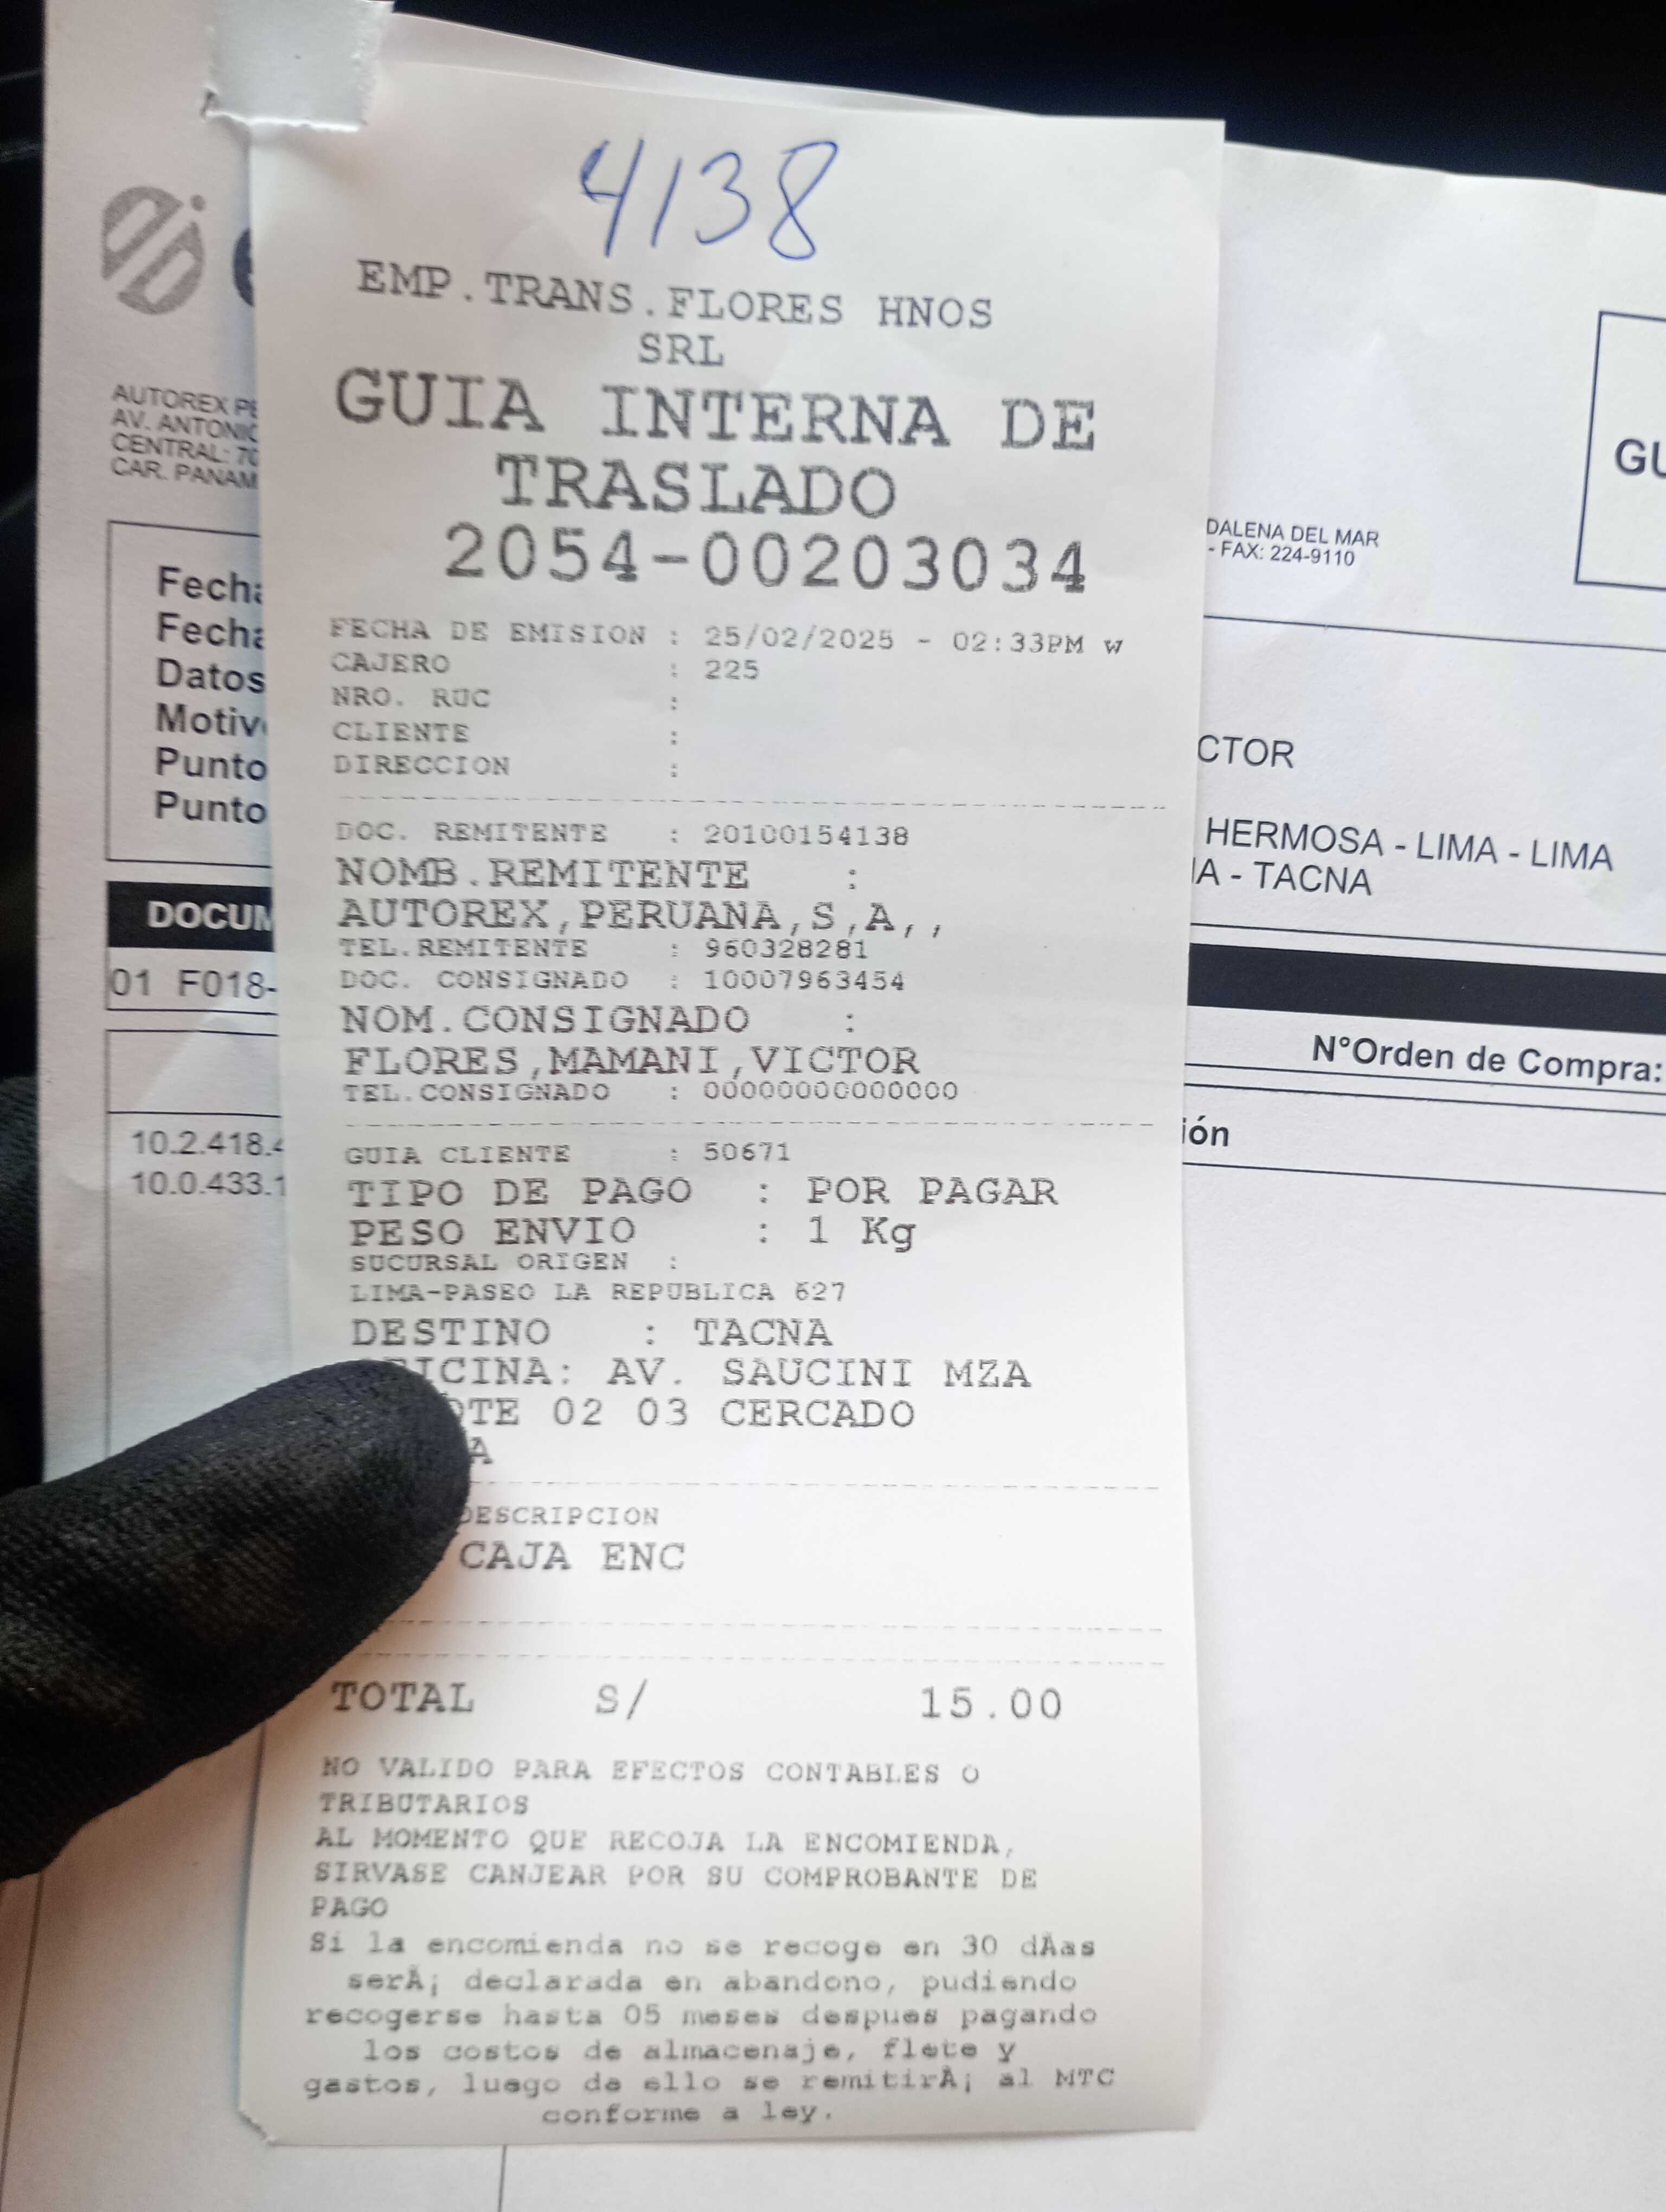 4138
EMP.TRANS.FLORES HNOS
SRL
GUIA INTERNA DE
TRASLADO
2054-00203034
FECHA DE EMISION : 25/02/2025 - 02:33PM w
CAJERO : 225
NRO. RUC :
CLIENTE :
DIRECCION :
DOC. REMITENTE : 20100154138
NOMB.REMITENTE :
AUTOREX,PERUANA,S,A,,
TEL.REMITENTE : 960328281
DOC. CONSIGNADO : 10007963454
NOM.CONSIGNADO :
FLORES,MAMANI,VICTOR
TEL.CONSIGNADO : 00000000000000
GUIA CLIENTE : 50671
TIPO DE PAGO : POR PAGAR
PESO ENVIO : 1 Kg
SUCURSAL ORIGEN :
LIMA-PASEO LA REPUBLICA 627
DESTINO : TACNA
ICINA: AV. SAUCINI MZA
OTE 02 03 CERCADO
A
DESCRIPCION
CAJA ENC
TOTAL S/ 15.00
NO VALIDO PARA EFECTOS CONTABLES O
TRIBUTARIOS
AL MOMENTO QUE RECOJA LA ENCOMIENDA,
SIRVASE CANJEAR POR SU COMPROBANTE DE
PAGO
Si la encomienda no se recoge en 30 dÃas
serÃ¡ declarada en abandono, pudiendo
recogerse hasta 05 meses despues pagando
los costos de almacenaje, flete y
gastos, luego de ello se remitirÃ¡ al MTC
conforme a ley.
AUTOREX PE
AV. ANTONIO
CENTRAL: 70
CAR. PANAM
Fecha
Fecha
Datos
Motiv
Punto
Punto
DOCUM
01 F018-
10.2.418.4
10.0.433.1
GU
DALENA DEL MAR
- FAX: 224-9110
CTOR
HERMOSA - LIMA - LIMA
A - TACNA
N°Orden de Compra:
ión